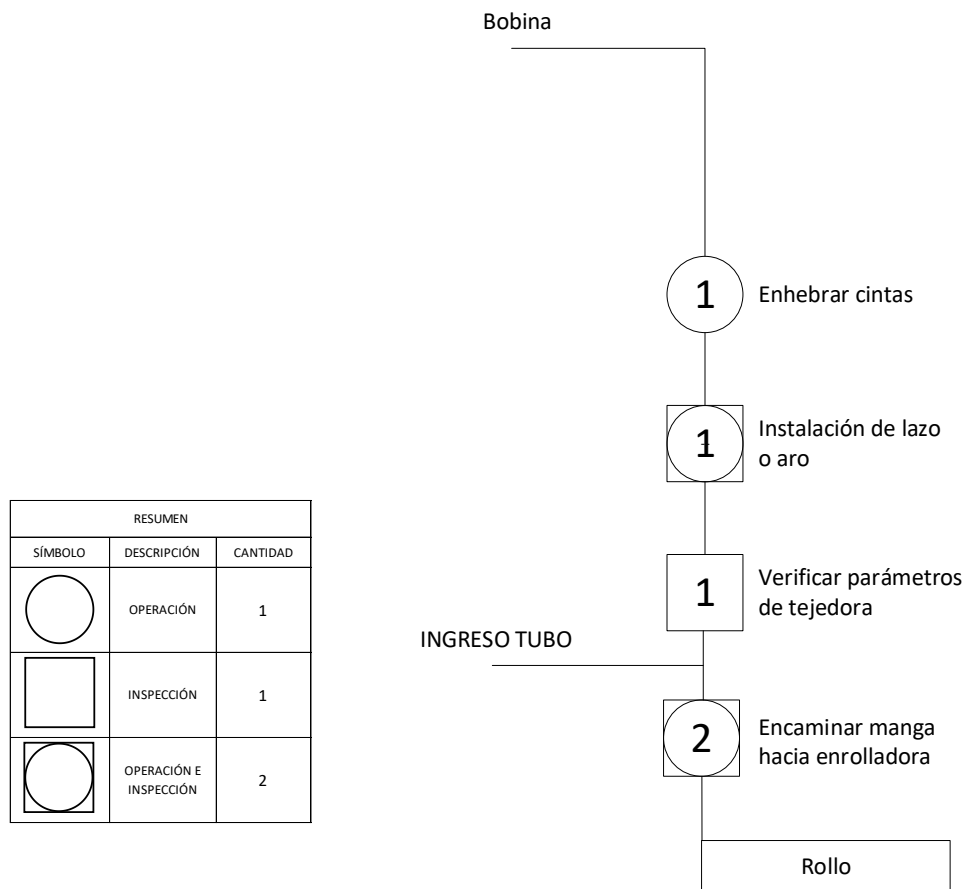 Bobina
1
Enhebrar cintas
1
Instalación de lazo
o aro
1
Verificar parámetros
de tejedora
INGRESO TUBO
2
Encaminar manga
hacia enrolladora
Rollo
RESUMEN
SÍMBOLO DESCRIPCIÓN CANTIDAD
OPERACIÓN 1
INSPECCIÓN 1
OPERACIÓN E
INSPECCIÓN 2